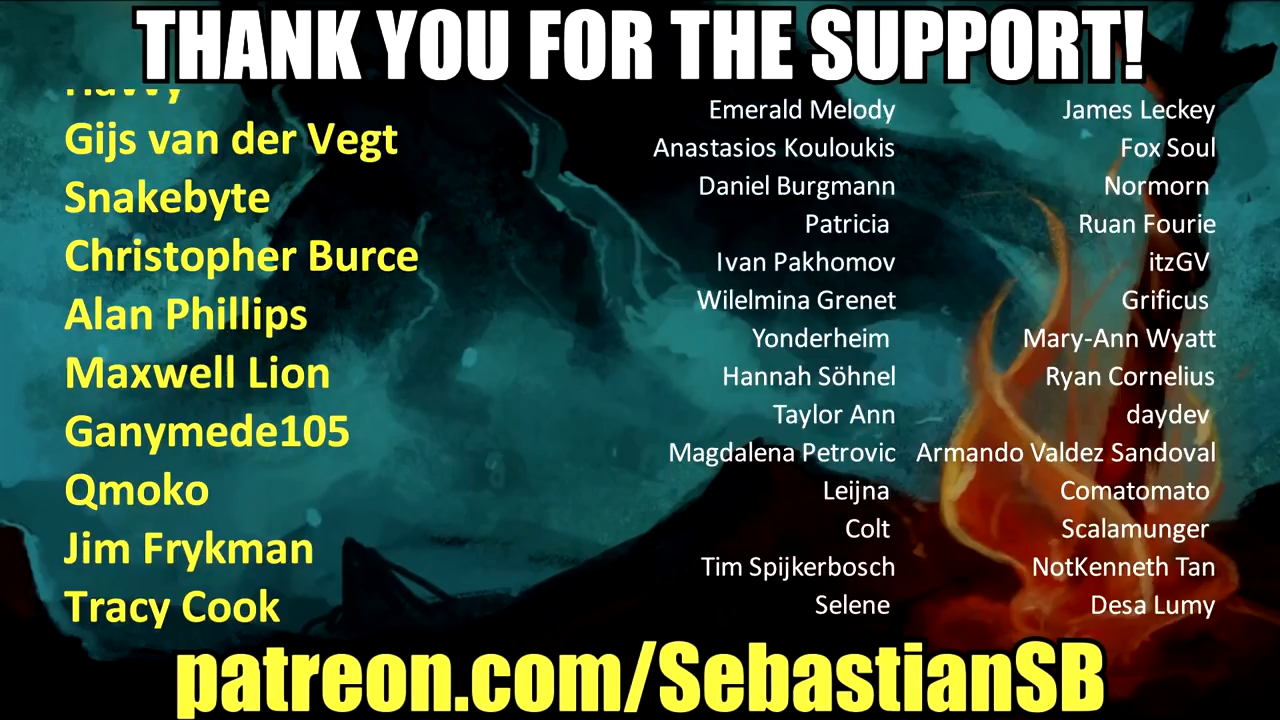 THANK YOU FOR THE SUPPORT!
Gijs van der Vegt
Snakebyte
Christopher Burce
Alan Phillips
Maxwell Lion
Ganymede105
Qmoko
Jim Frykman
Tracy Cook
Emerald Melody
Anastasios Kouloukis
Daniel Burgmann
Patricia
Ivan Pakhomov
Wilelmina Grenet
Yonderheim
Hannah Söhnel
Taylor Ann
Magdalena Petrovic
Leijna
Colt
Tim Spijkerbosch
Selene
James Leckey
Fox Soul
Normorn
Ruan Fourie
itzGV
Grificus
Mary-Ann Wyatt
Ryan Cornelius
daydev
Armando Valdez Sandoval
Comatomato
Scalamunger
NotKenneth Tan
Desa Lumy
patreon.com/SebastianSB